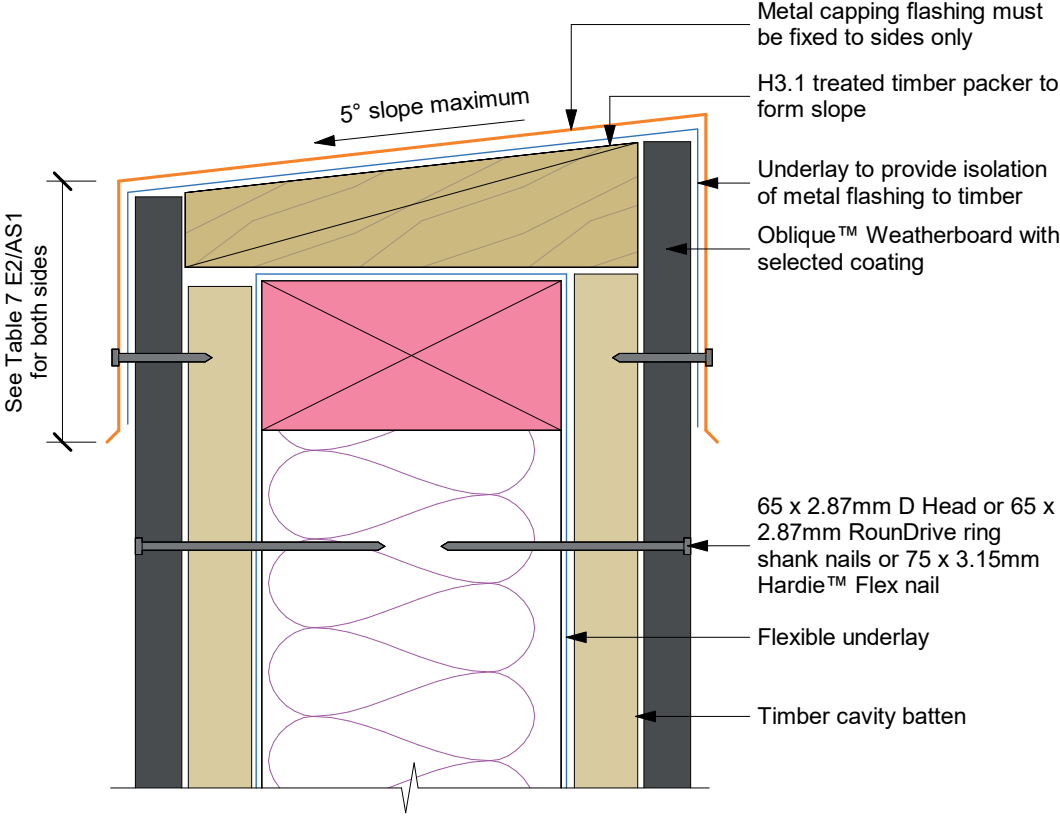 Metal capping flashing must
be fixed to sides only
H3.1 treated timber packer to
form slope
5° slope maximum
Underlay to provide isolation
of metal flashing to timber
Oblique™ Weatherboard with
selected coating
See Table 7 E2/AS1
for both sides
65 x 2.87mm D Head or 65 x
2.87mm RounDrive ring
shank nails or 75 x 3.15mm
Hardie™ Flex nail
Flexible underlay
Timber cavity batten